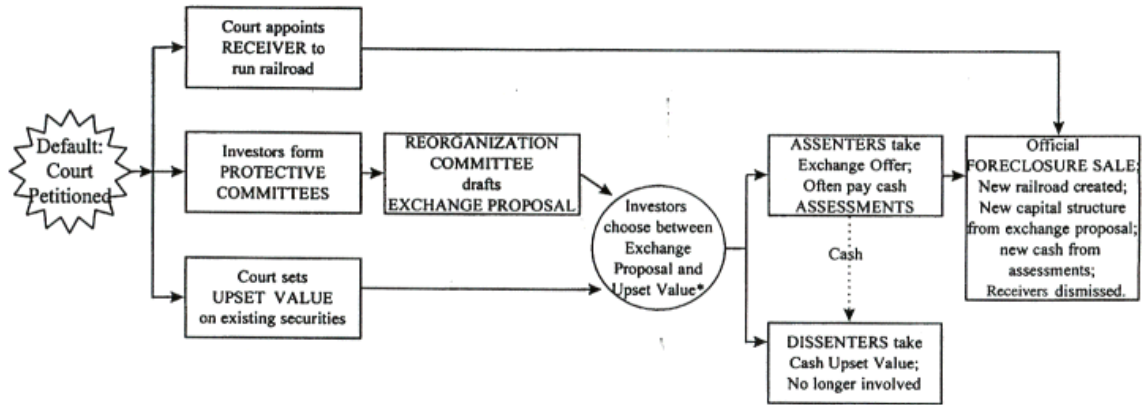 Default:
Court
Petitioned
Court appoints
RECEIVER to
run railroad
Investors form
PROTECTIVE
COMMITTEES
REORGANIZATION
COMMITTEE
drafts
EXCHANGE PROPOSAL
Court sets
UPSET VALUE
on existing securities
Investors
choose between
Exchange
Proposal and
Upset Value*
ASSENTERS take
Exchange Offer;
Often pay cash
ASSESSMENTS
Cash
DISSENTERS take
Cash Upset Value;
No longer involved
Official
FORECLOSURE SALE;
New railroad created;
New capital structure
from exchange proposal;
new cash from
assessments;
Receivers dismissed.